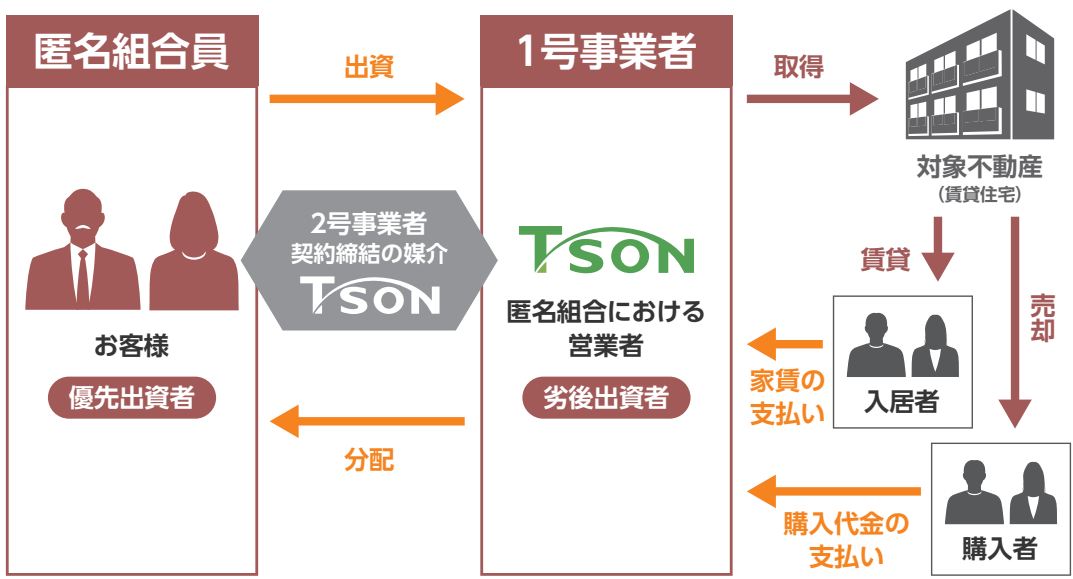 匿名組合員
お客様
優先出資者
出資
2号事業者
契約締結の媒介
TSON
分配
1号事業者
TSON
匿名組合における
営業者
劣後出資者
取得
対象不動産
(賃貸住宅)
賃貸
売却
家賃の
支払い
入居者
購入代金の
支払い
購入者